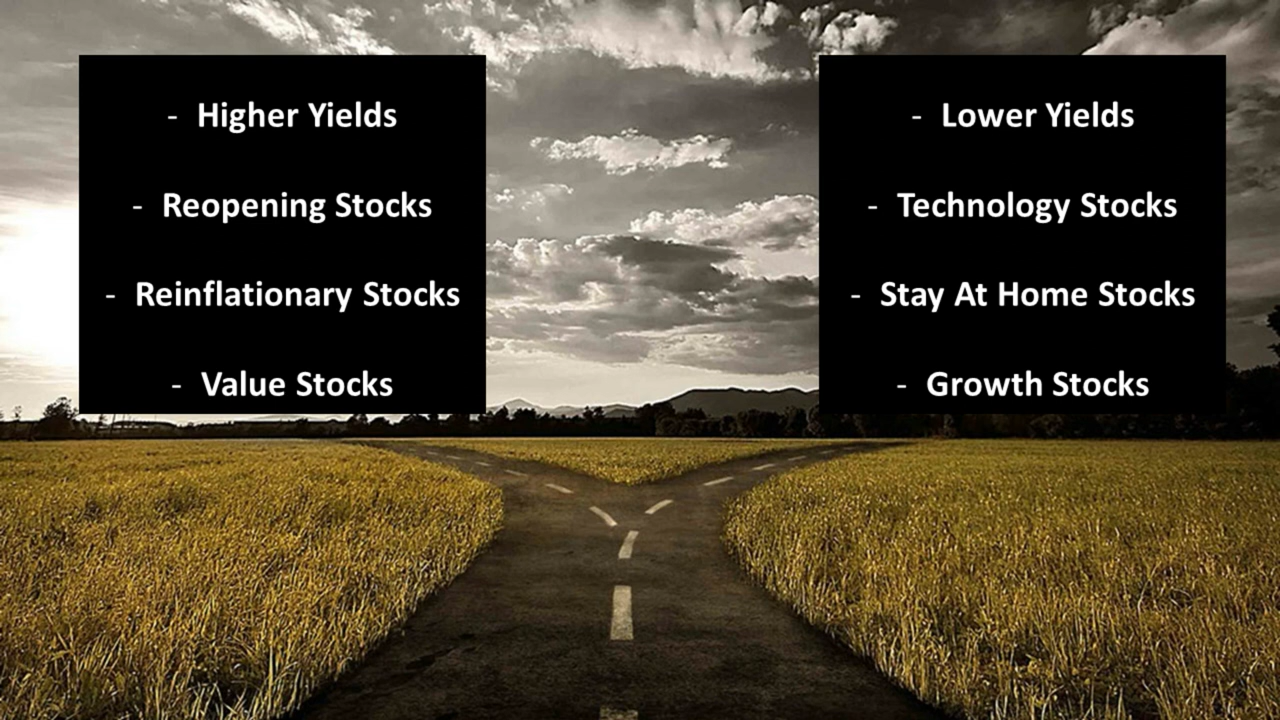 - Higher Yields
- Reopening Stocks
- Reinflationary Stocks
- Value Stocks
- Lower Yields
- Technology Stocks
- Stay At Home Stocks
- Growth Stocks